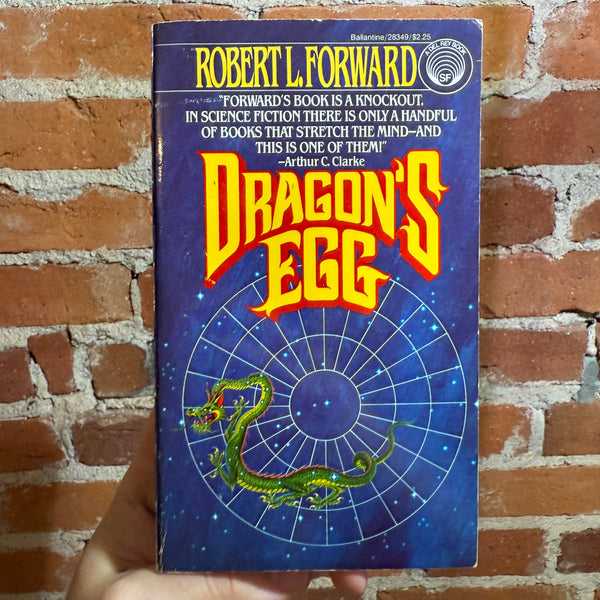 Ballantine/28349/$2.25
ROBERT L. FORWARD
A DEL REY BOOK
SF
"FORWARD'S BOOK IS A KNOCKOUT.
IN SCIENCE FICTION THERE IS ONLY A HANDFUL
OF BOOKS THAT STRETCH THE MIND—AND
THIS IS ONE OF THEM!"
—Arthur C. Clarke
DRAGON'S
EGG